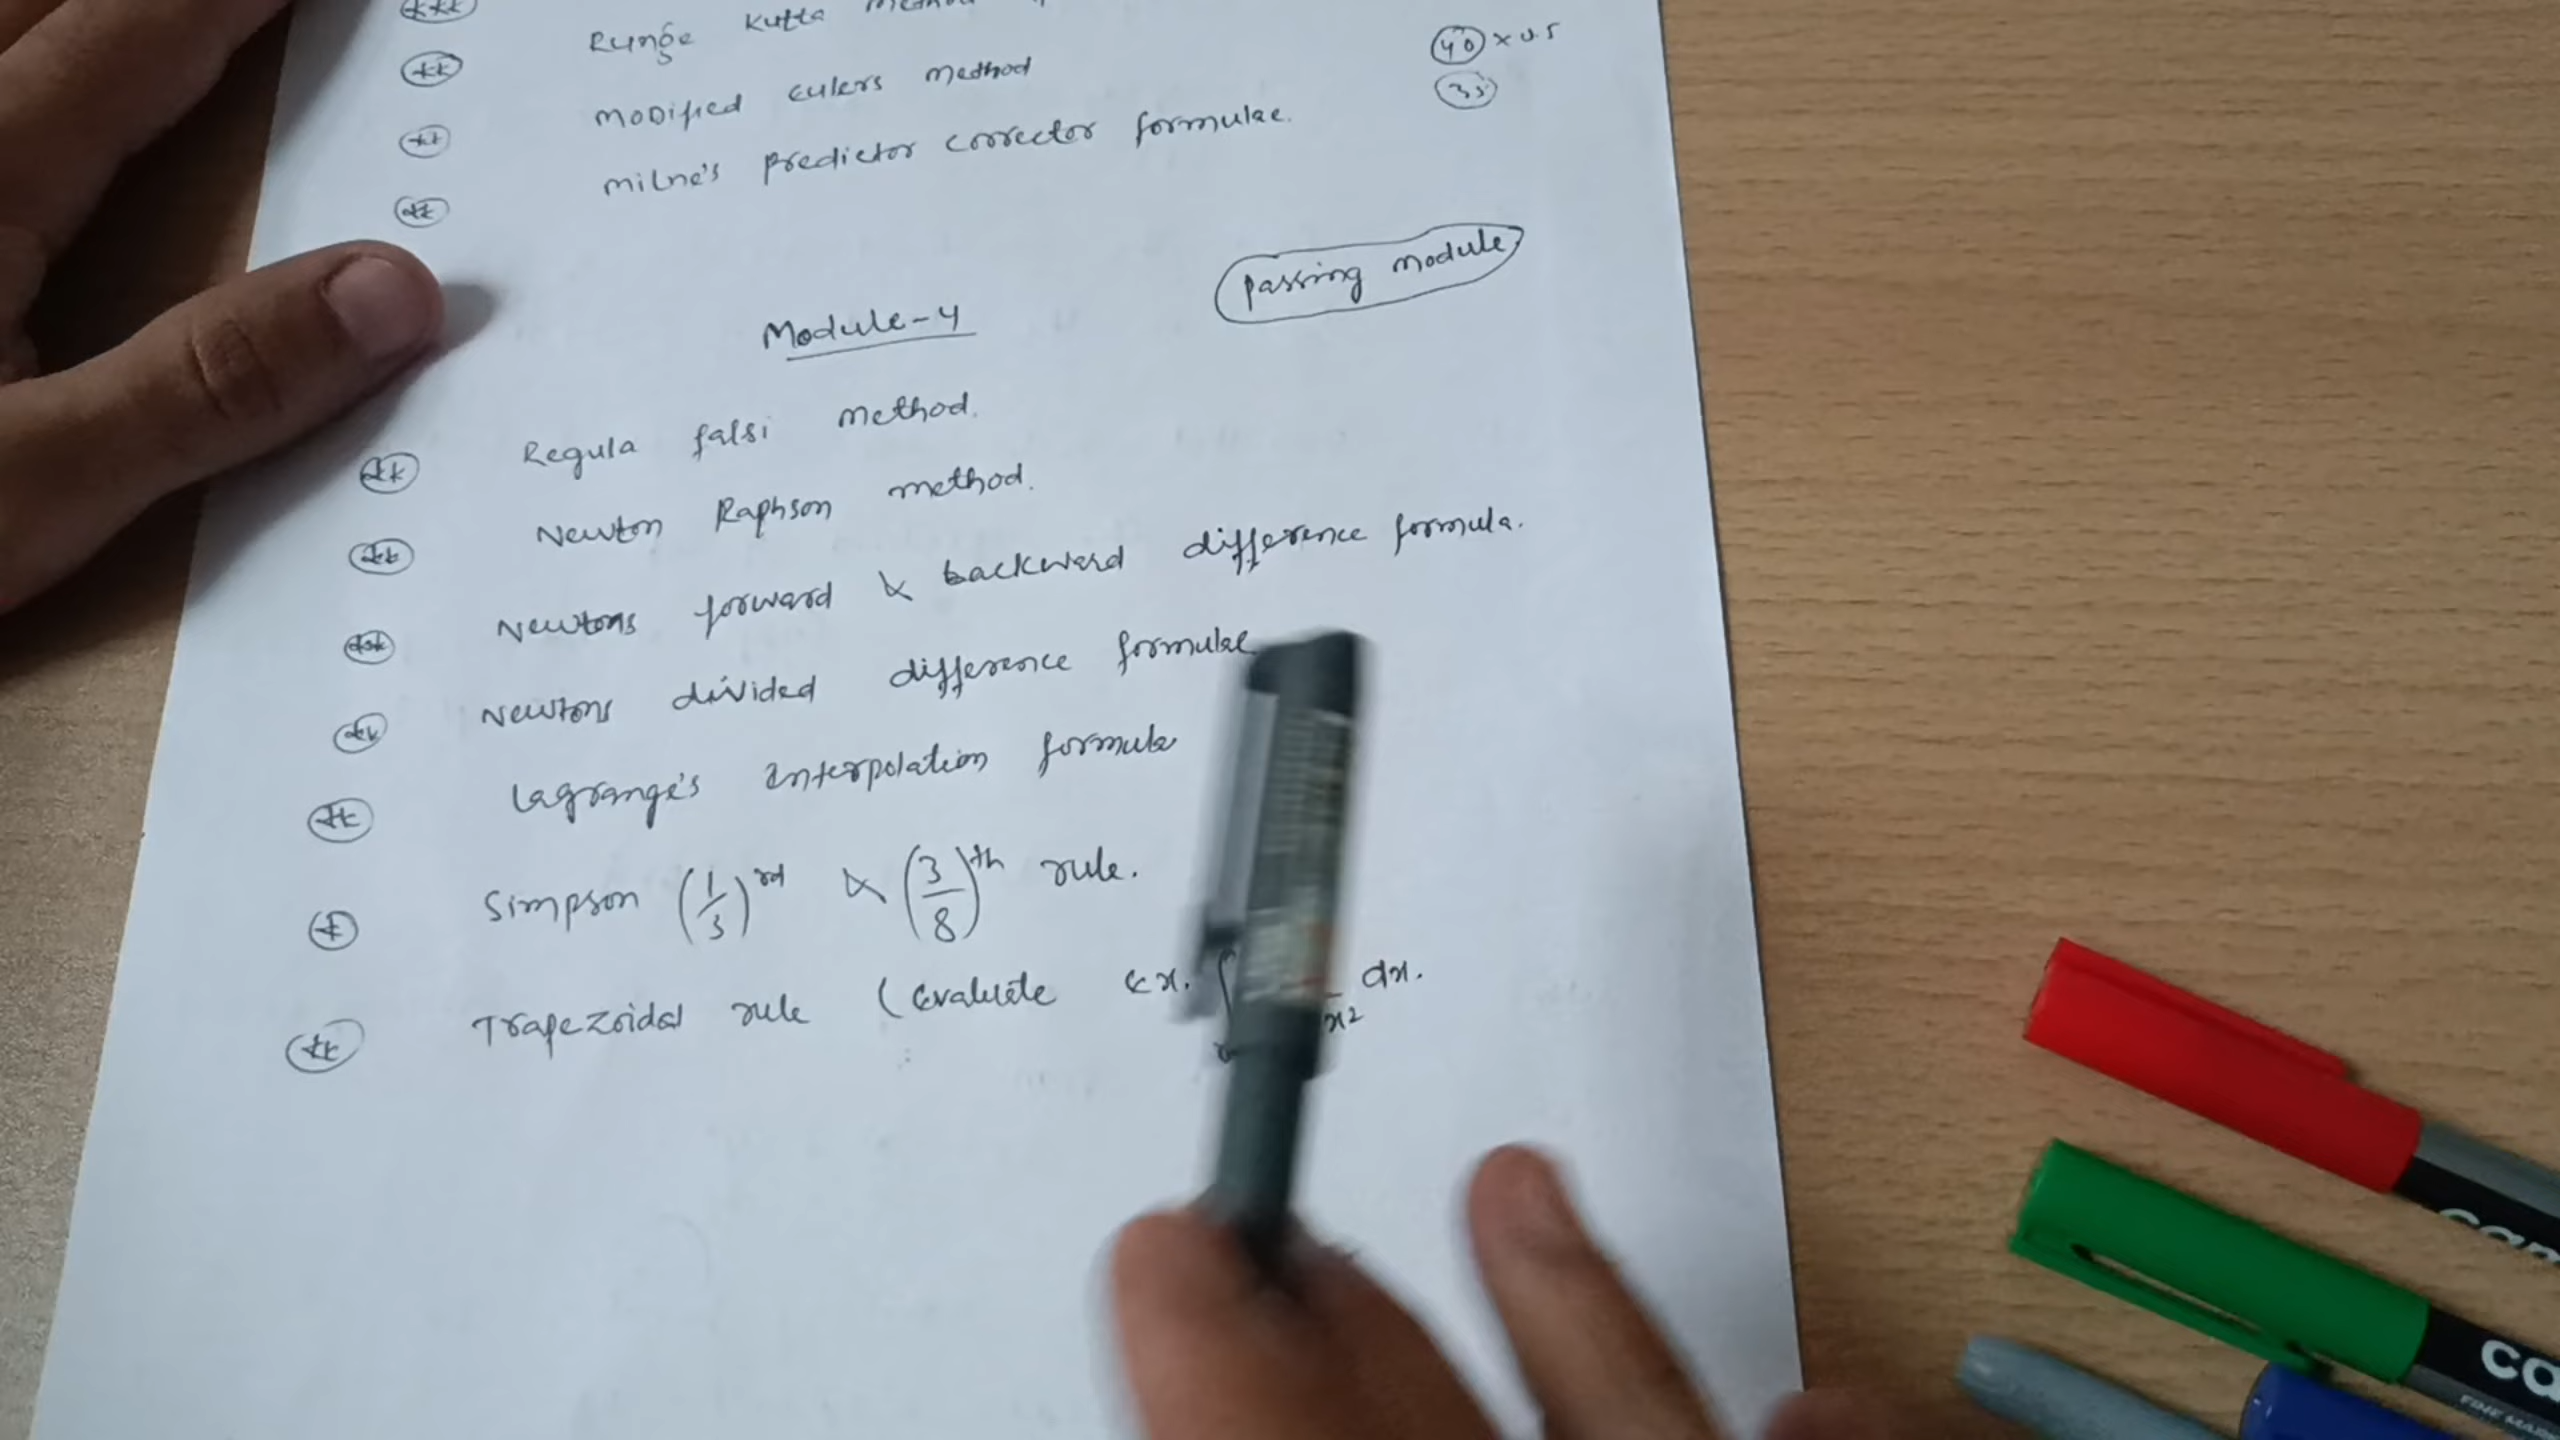 Runge Kutta
Modified eulers method
40 × 0.5
35
Milne's predictor corrector formulae.
Module-4
Passing module
Regula falsi method.
Newton Raphson method.
Newtons forward & backward difference formula.
Newtons divided difference formulae
Lagrange's Interpolation formula
Simpson (1/3)rd & (3/8)th rule.
Trapezoidal rule (Evaluate Ex. ∫ x² dx.